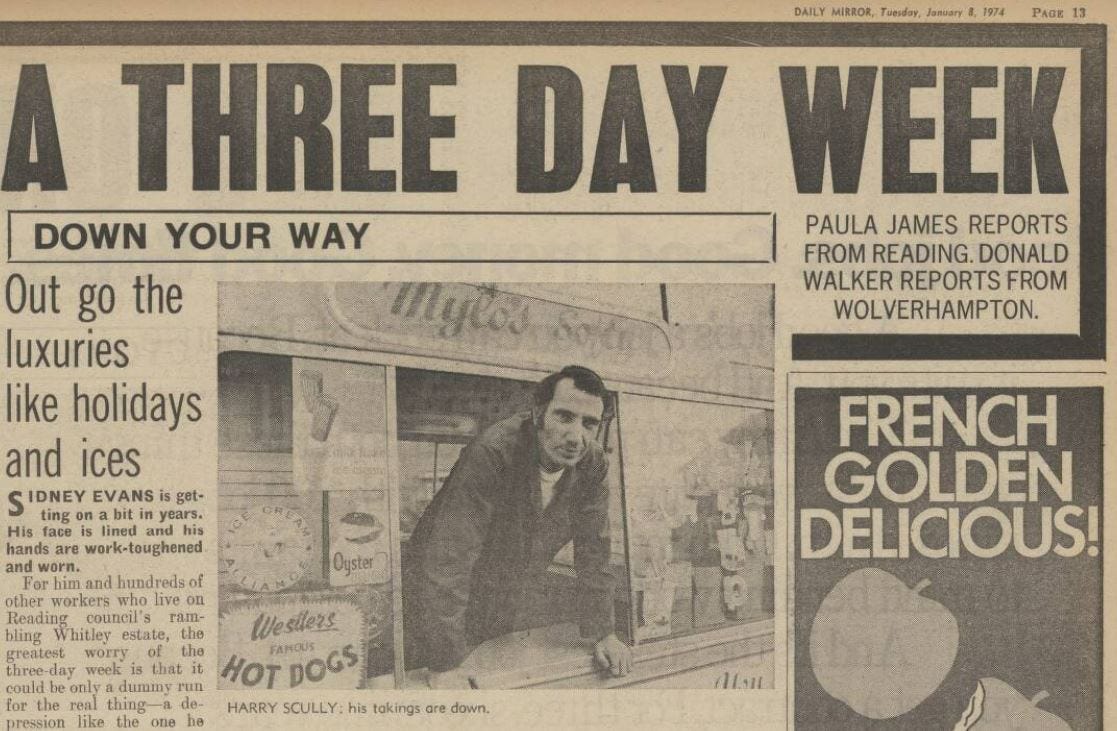 DAILY MIRROR, Tuesday, January 8, 1974 PAGE 13
A THREE DAY WEEK
DOWN YOUR WAY
PAULA JAMES REPORTS
FROM READING. DONALD
WALKER REPORTS FROM
WOLVERHAMPTON.
Out go the
luxuries
like holidays
and ices
SIDNEY EVANS is get-
ting on a bit in years.
His face is lined and his
hands are work-toughened
and worn.
For him and hundreds of
other workers who live on
Reading council's ram-
bling Whitley estate, the
greatest worry of the
three-day week is that it
could be only a dummy run
for the real thing—a de-
pression like the one he
Mylo's
ICE CREAM
ALLIANCE
Oyster
Westlers
FAMOUS
HOT DOGS
HARRY SCULLY: his takings are down.
FRENCH
GOLDEN
DELICIOUS!